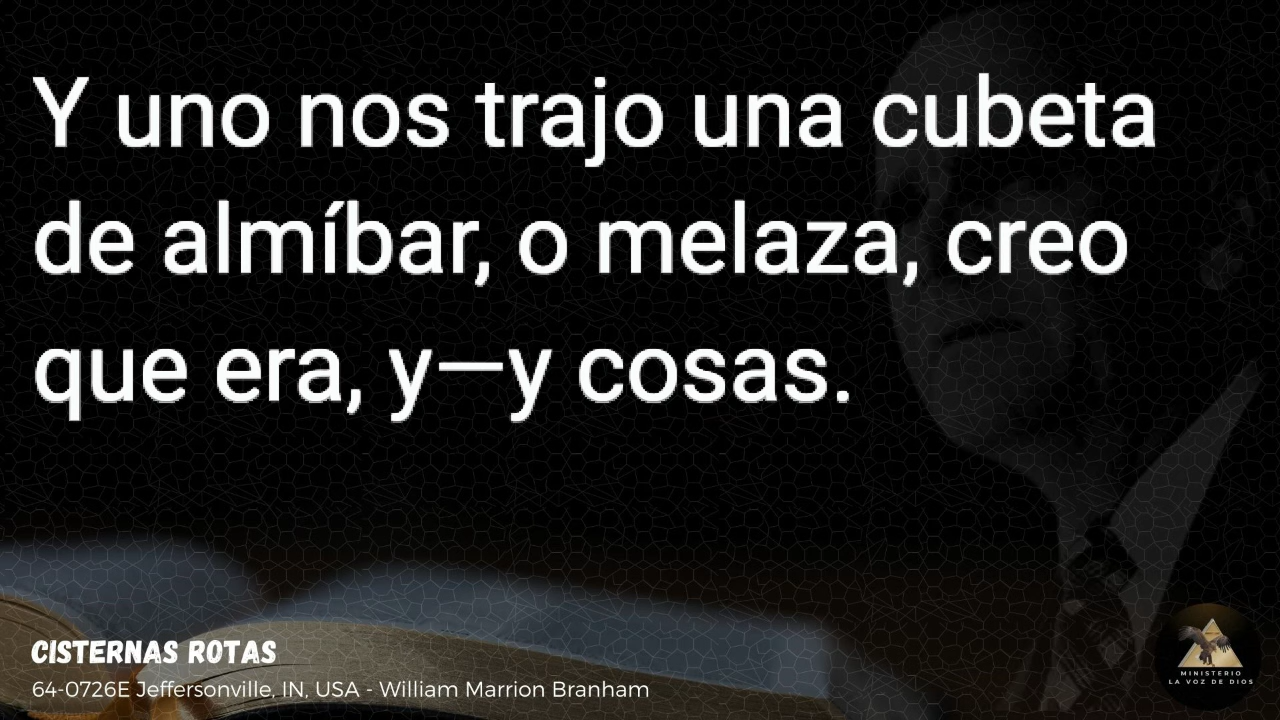 Y uno nos trajo una cubeta
de almíbar, o melaza, creo
que era, y—y cosas.
CISTERNAS ROTAS
64-0726E Jeffersonville, IN, USA - William Marrion Branham
MINISTERIO
LA VOZ DE DIOS